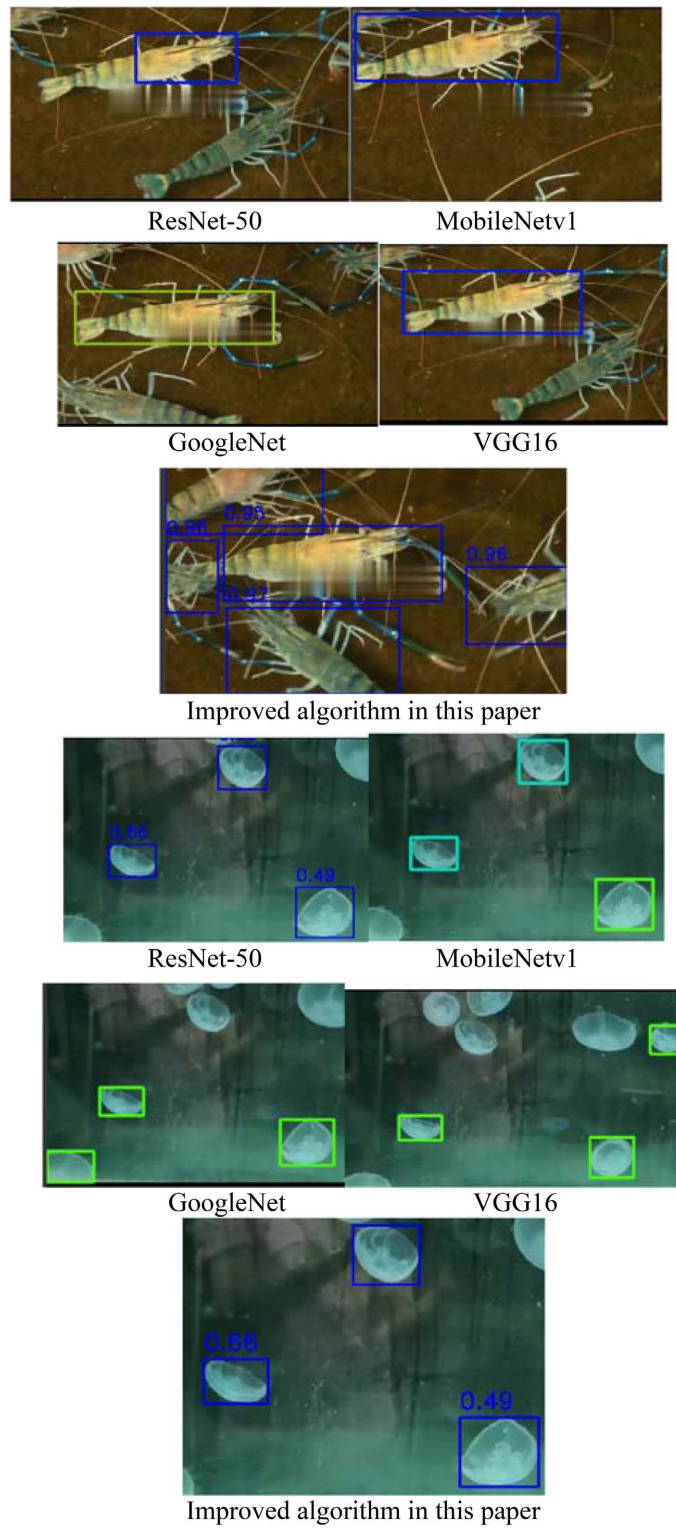 ResNet-50 MobileNetv1
GoogleNet VGG16
0.95
0.96
0.96
0.97
Improved algorithm in this paper
0.66
0.49
ResNet-50 MobileNetv1
GoogleNet VGG16
0.66
0.49
Improved algorithm in this paper